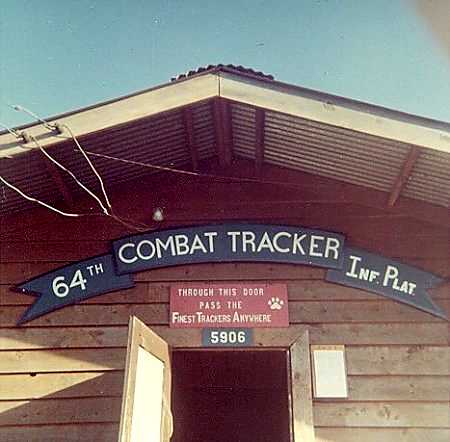 64TH COMBAT TRACKER INF. PLAT.
THROUGH THIS DOOR
PASS THE
FINEST TRACKERS ANYWHERE
5906